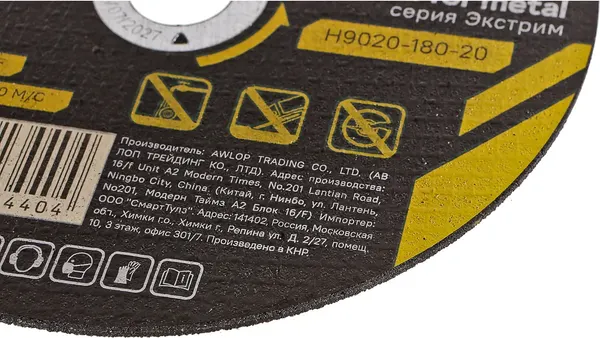 metal
серия Экстрим
07/2027
H9020-180-20
М/С
Производитель: AWLOP TRADING CO., LTD. (АВ
ЛОП ТРЕЙДИНГ КО., ЛТД). Адрес производства:
16/F Unit A2 Modern Times, No.201 Lantian Road,
Ningbo City, China. (Китай, г. Нинбо, ул. Лантень,
No201, Модерн Таймз A2 Блок 16/F) Импортер:
ООО "СмартТулз". Адрес: 141402, Россия, Московская
обл., Химки г.о., Химки г., Репина ул. Д. 2/27, помещ.
10, 3 этаж, офис 301/7. Произведено в КНР.
4404